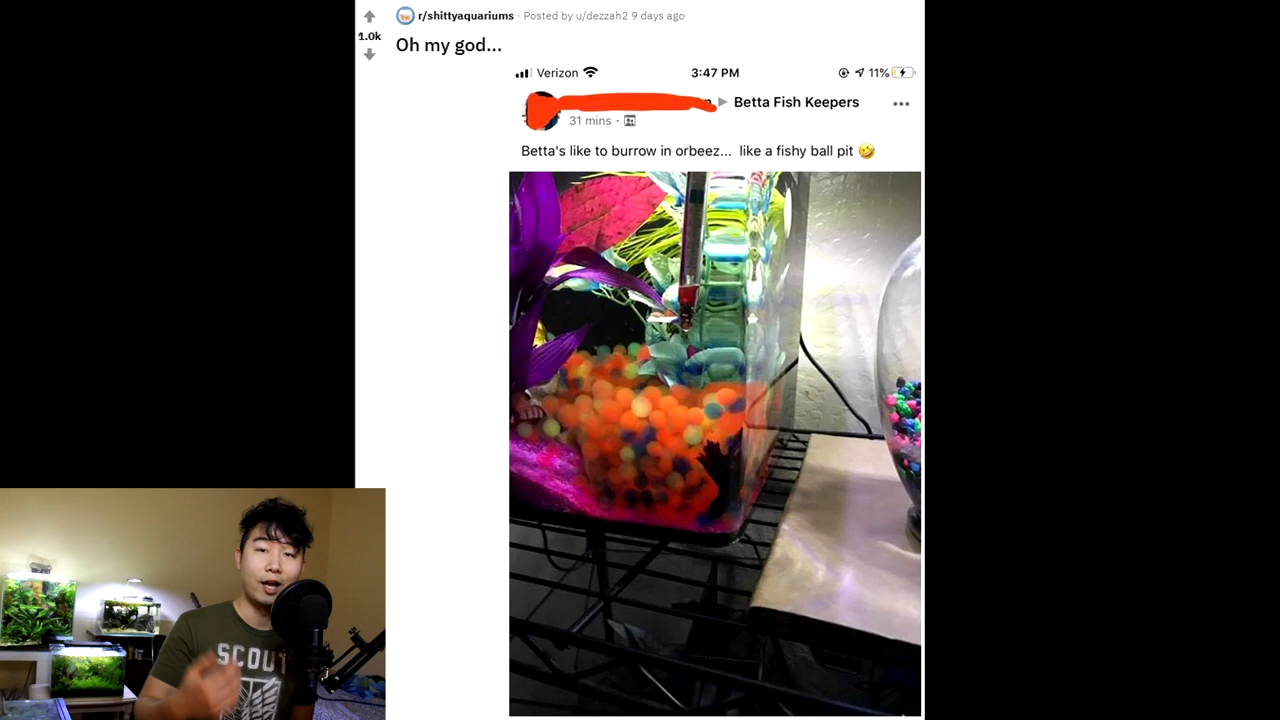 r/shittyaquariums · Posted by u/dezzah2 9 days ago
1.0k
Oh my god...
Verizon 3:47 PM 11%
Betta Fish Keepers
31 mins ·
Betta's like to burrow in orbeez... like a fishy ball pit 🤣
SCOUT